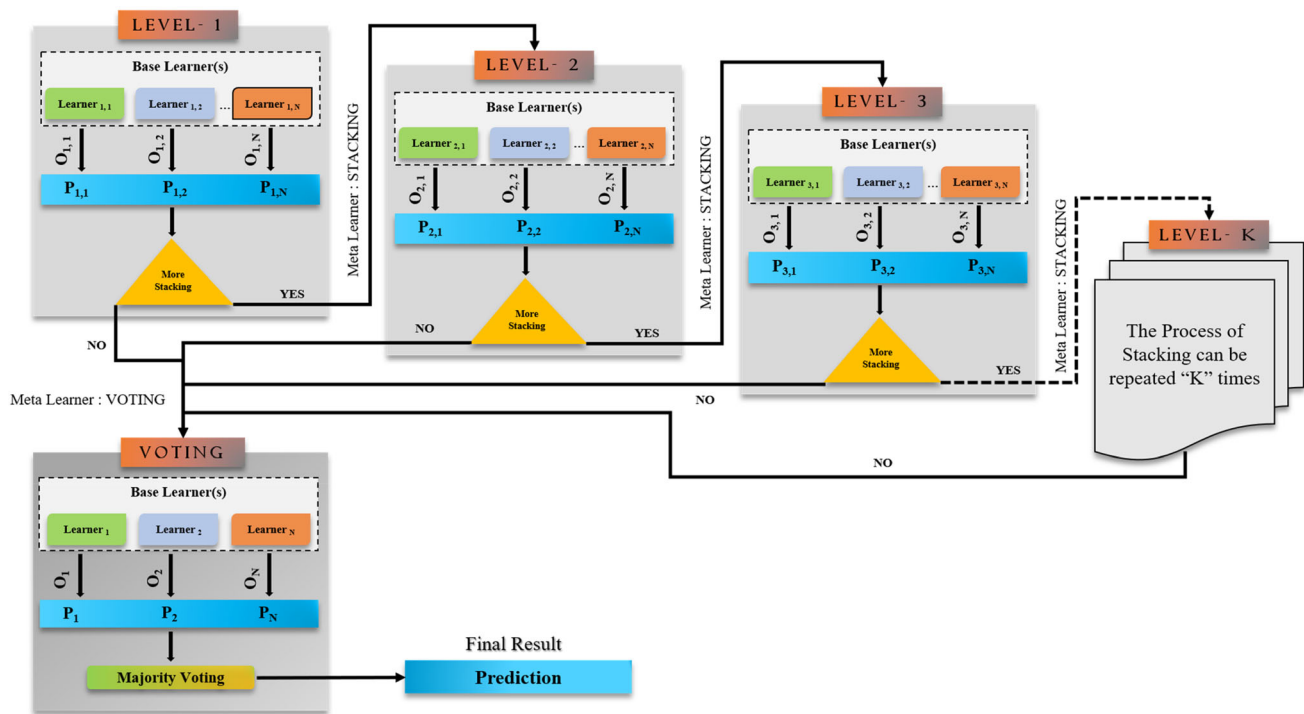 LEVEL- 1
Base Learner(s)
Learner 1, 1
Learner 1, 2
...
Learner 1, N
O1, 1
O1, 2
O1, N
P1,1
P1,2
P1,N
More
Stacking
YES
NO
Meta Learner : STACKING
LEVEL- 2
Base Learner(s)
Learner 2, 1
Learner 2, 2
...
Learner 2, N
O2, 1
O2, 2
O2, N
P2,1
P2,2
P2,N
More
Stacking
NO
YES
Meta Learner : STACKING
LEVEL- 3
Base Learner(s)
Learner 3, 1
Learner 3, 2
...
Learner 3, N
O3, 1
O3, 2
O3, N
P3,1
P3,2
P3,N
More
Stacking
YES
NO
Meta Learner : STACKING
LEVEL- K
The Process of
Stacking can be
repeated “K” times
NO
Meta Learner : VOTING
VOTING
Base Learner(s)
Learner 1
Learner 2
Learner N
O1
O2
ON
P1
P2
PN
Majority Voting
Final Result
Prediction